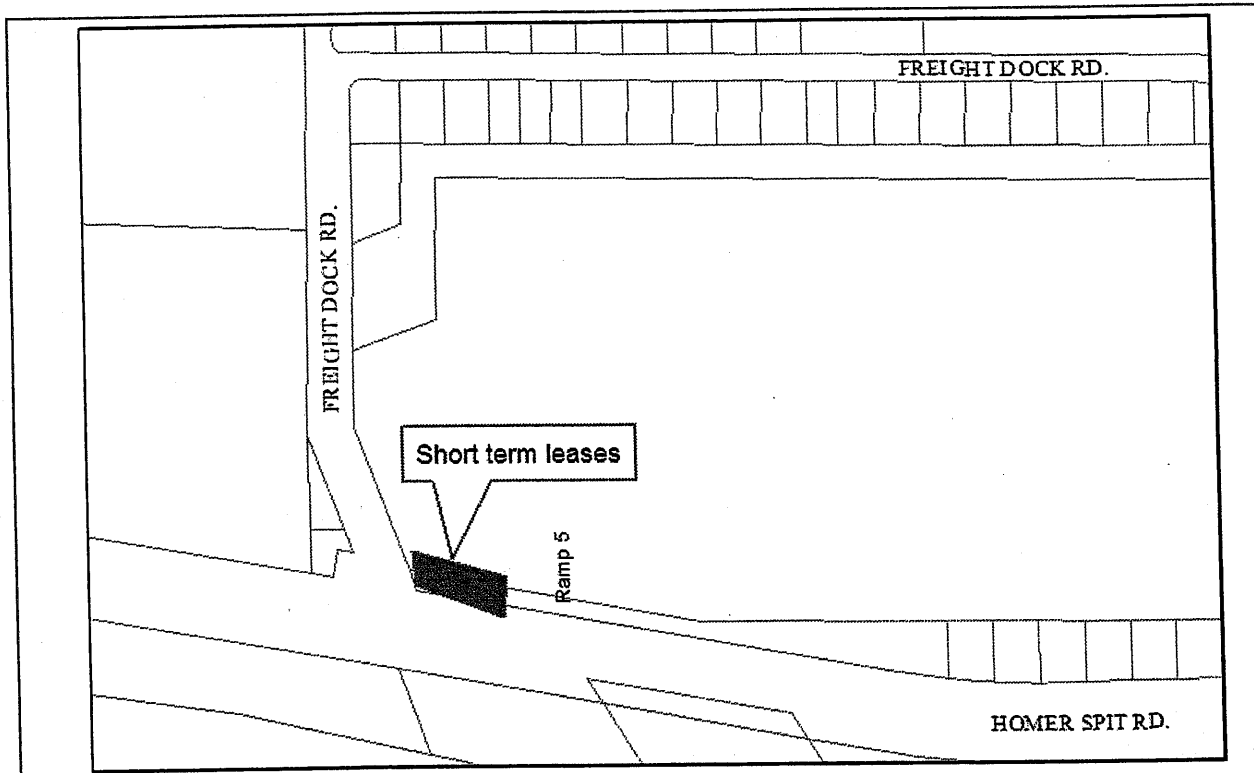 FREIGHT DOCK RD.
FREIGHT DOCK RD.
Short term leases
Ramp 5
HOMER SPIT RD.